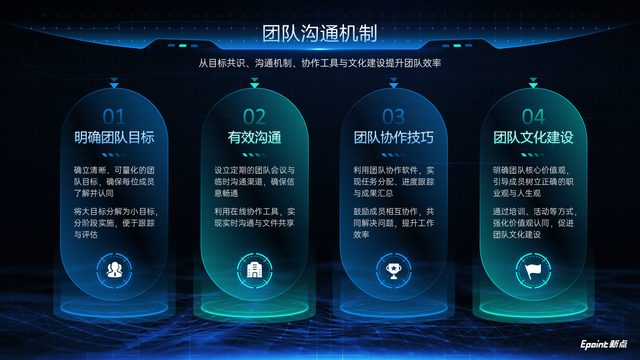 团队沟通机制
从目标共识、沟通机制、协作工具与文化建设提升团队效率
01
明确团队目标
确立清晰、可量化的团
队目标，确保每位成员
了解并认同
将大目标分解为小目标，
分阶段实施，便于跟踪
与评估
02
有效沟通
设立定期的团队会议与
临时沟通渠道，确保信
息畅通
利用在线协作工具，实
现实时沟通与文件共享
03
团队协作技巧
利用团队协作软件，实
现任务分配、进度跟踪
与成果汇总
鼓励成员相互协作，共
同解决问题，提升工作
效率
04
团队文化建设
明确团队核心价值观，
引导成员树立正确的职
业观与人生观
通过培训、活动等方式，
强化价值观认同，促进
团队文化建设
Epoint新点